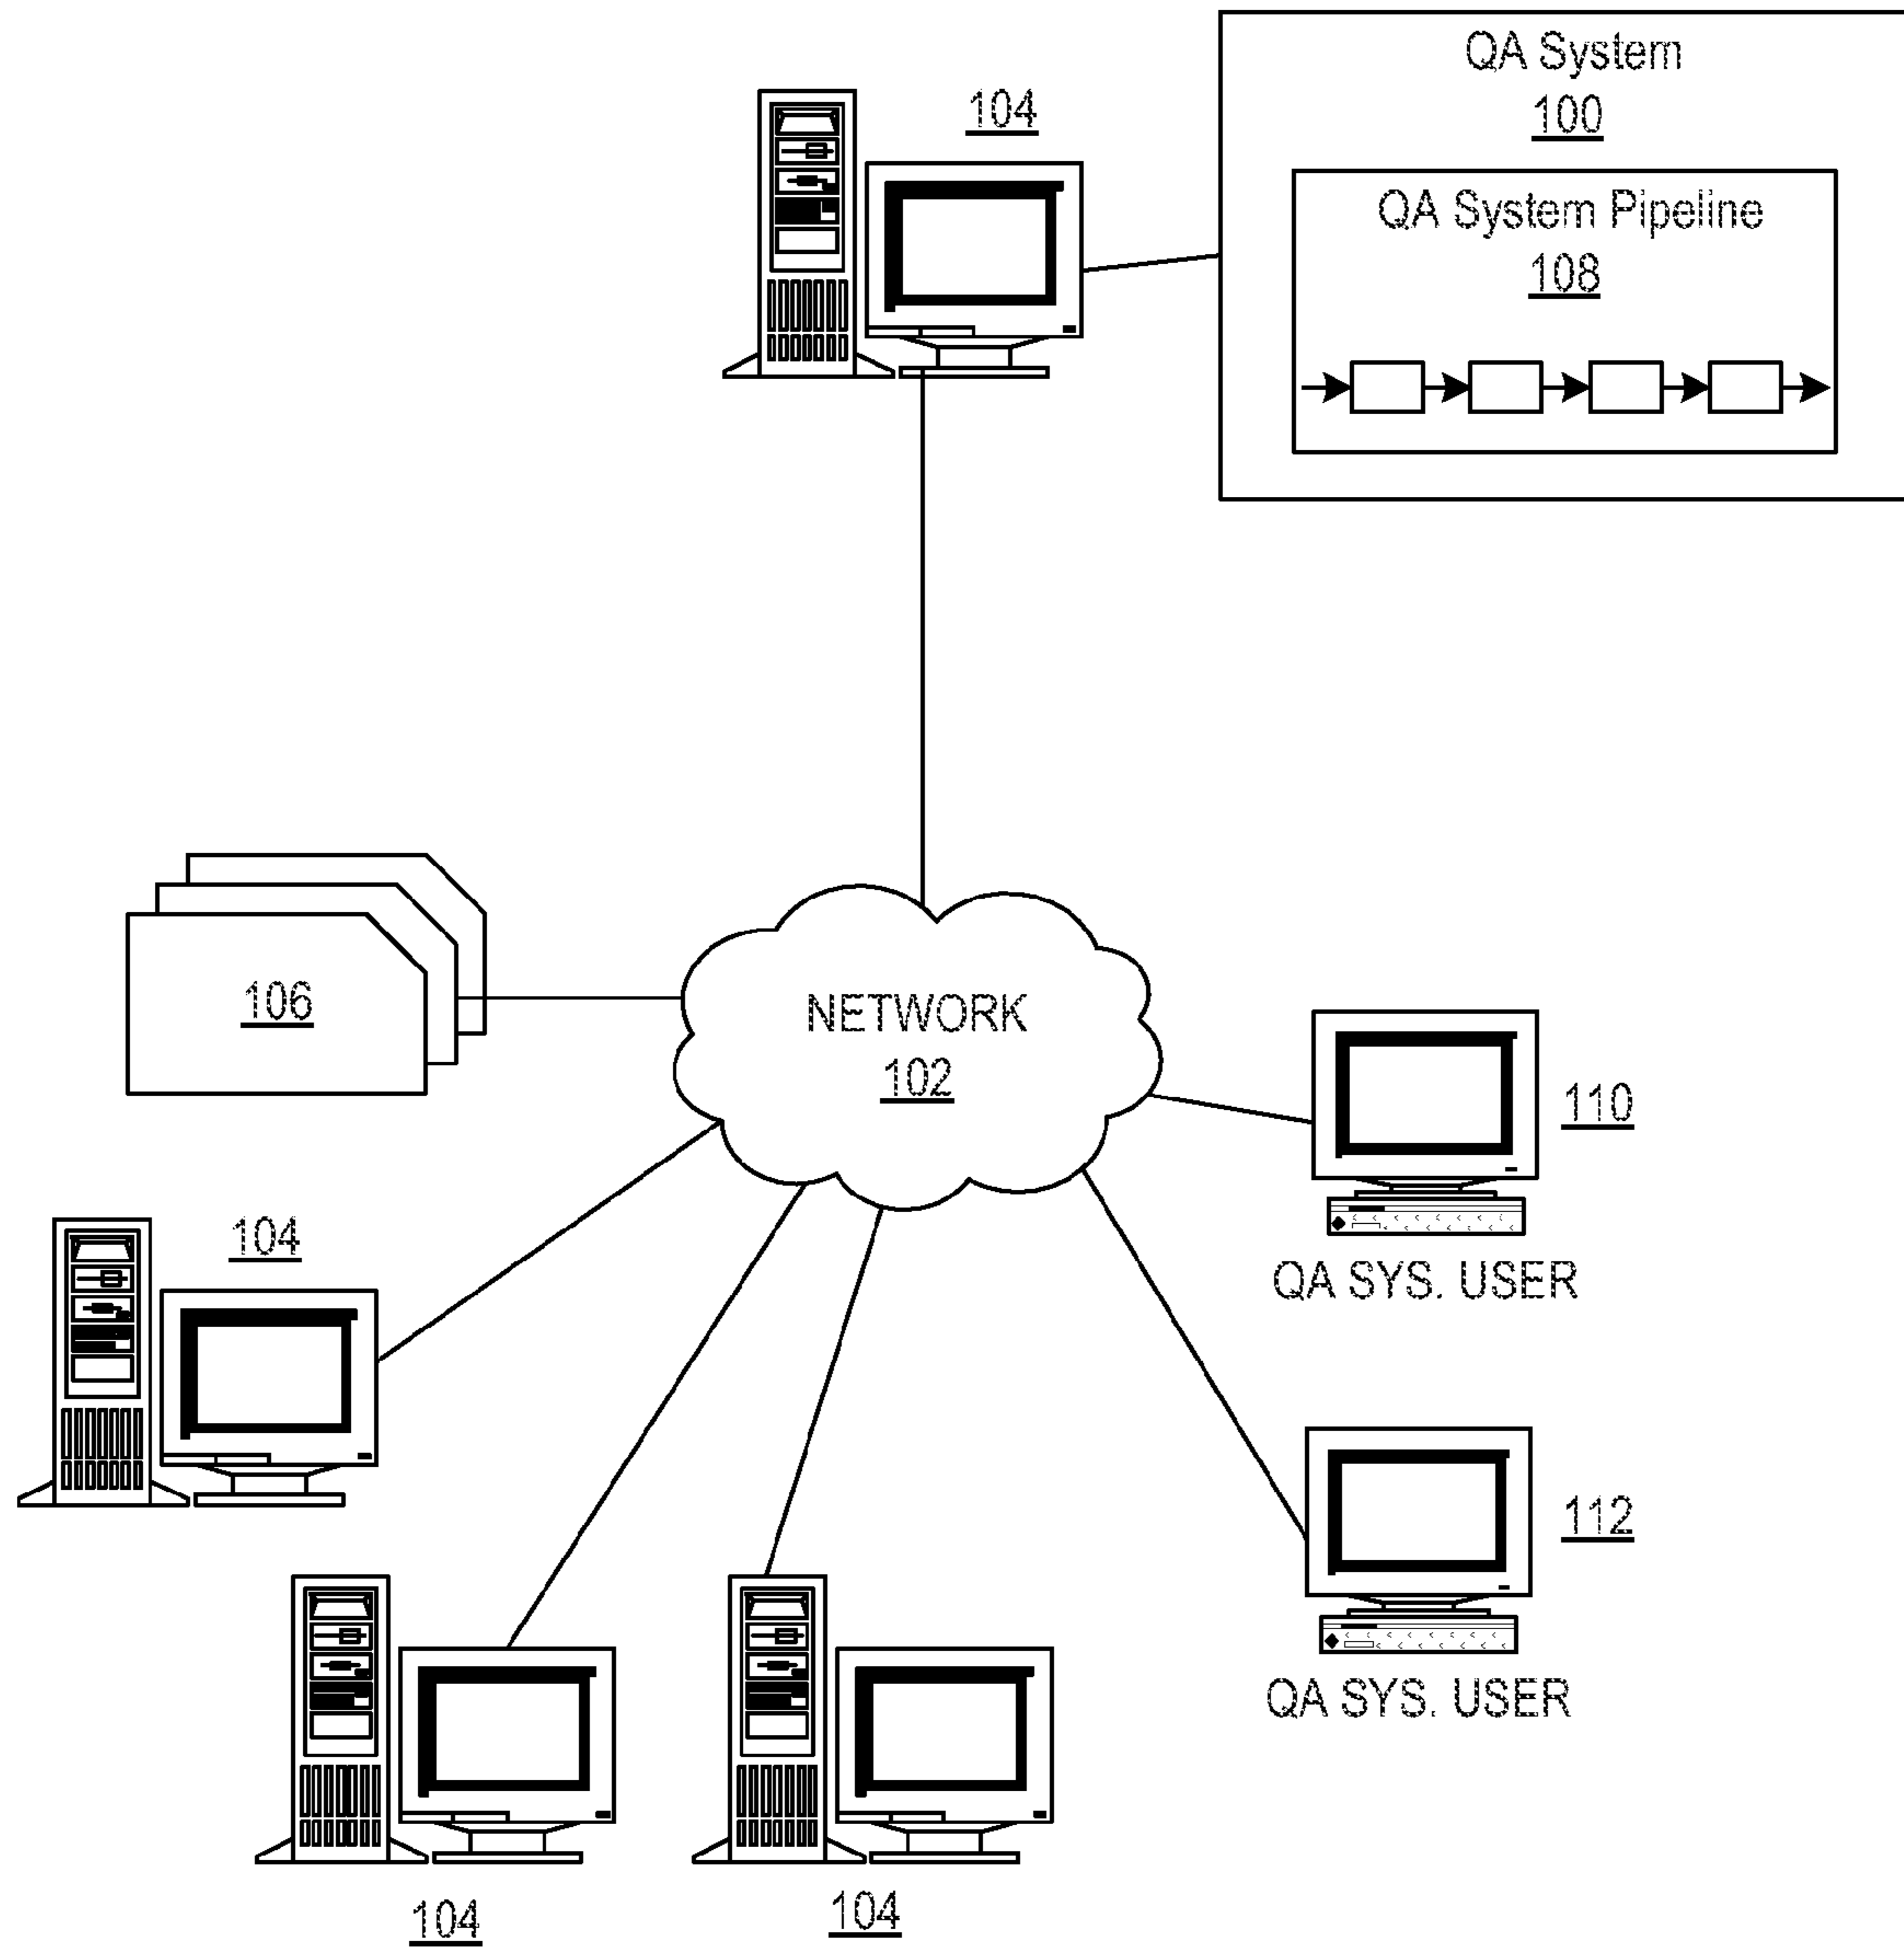 QA System
100
104
QA System Pipeline
108
106
NETWORK
102
110
QA SYS. USER
104
112
QA SYS. USER
104
104